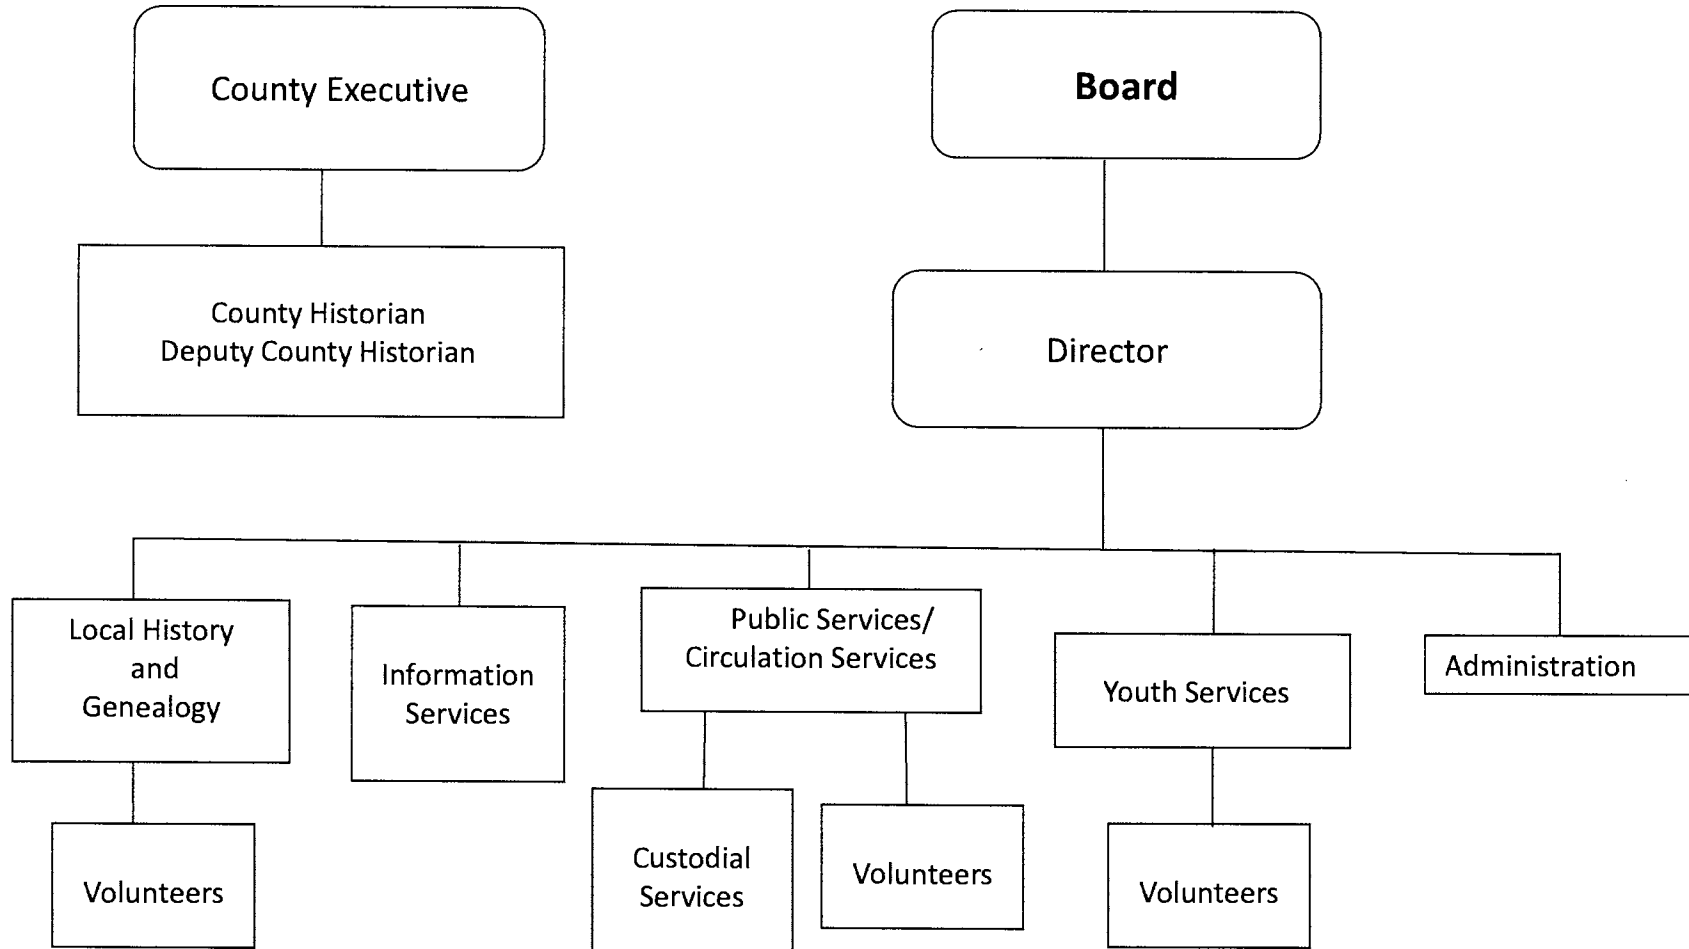 County Executive
Board
County Historian
Deputy County Historian
Director
Local History
and
Genealogy
Information
Services
Public Services/
Circulation Services
Youth Services
Administration
Volunteers
Custodial
Services
Volunteers
Volunteers